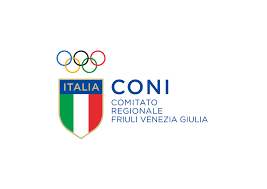 ITALIA
CONI
COMITATO
REGIONALE
FRIULI VENEZIA GIULIA